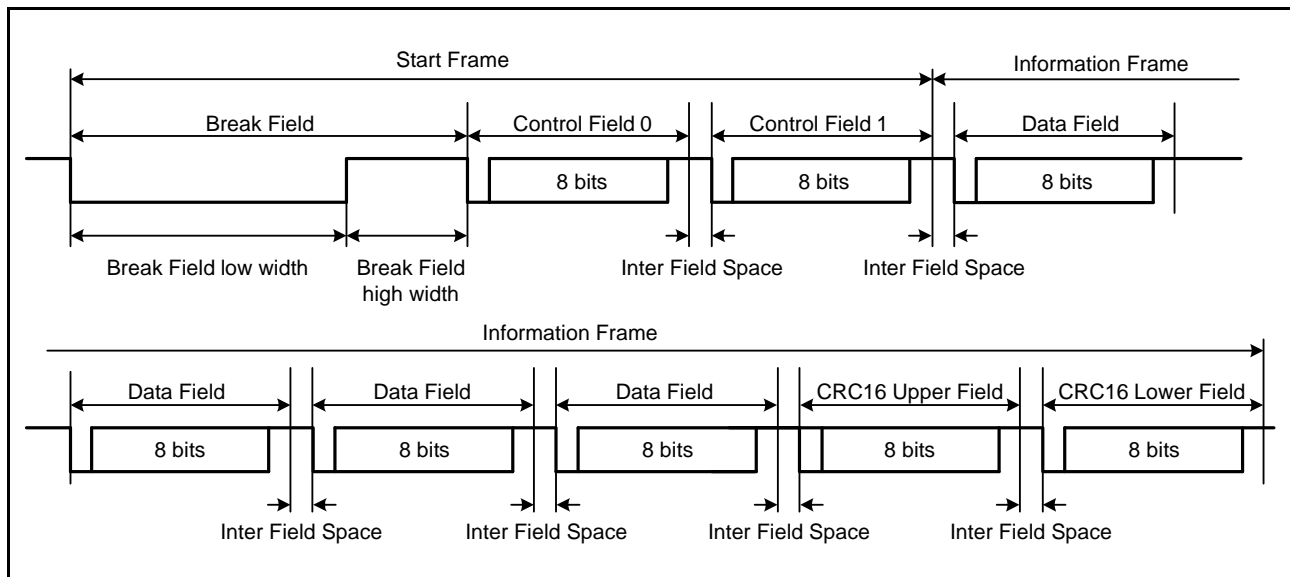 Start Frame
Information Frame
Break Field
Control Field 0
Control Field 1
Data Field
8 bits
8 bits
8 bits
Break Field low width
Break Field
high width
Inter Field Space
Inter Field Space
Information Frame
Data Field
Data Field
Data Field
CRC16 Upper Field
CRC16 Lower Field
8 bits
8 bits
8 bits
8 bits
8 bits
Inter Field Space
Inter Field Space
Inter Field Space
Inter Field Space